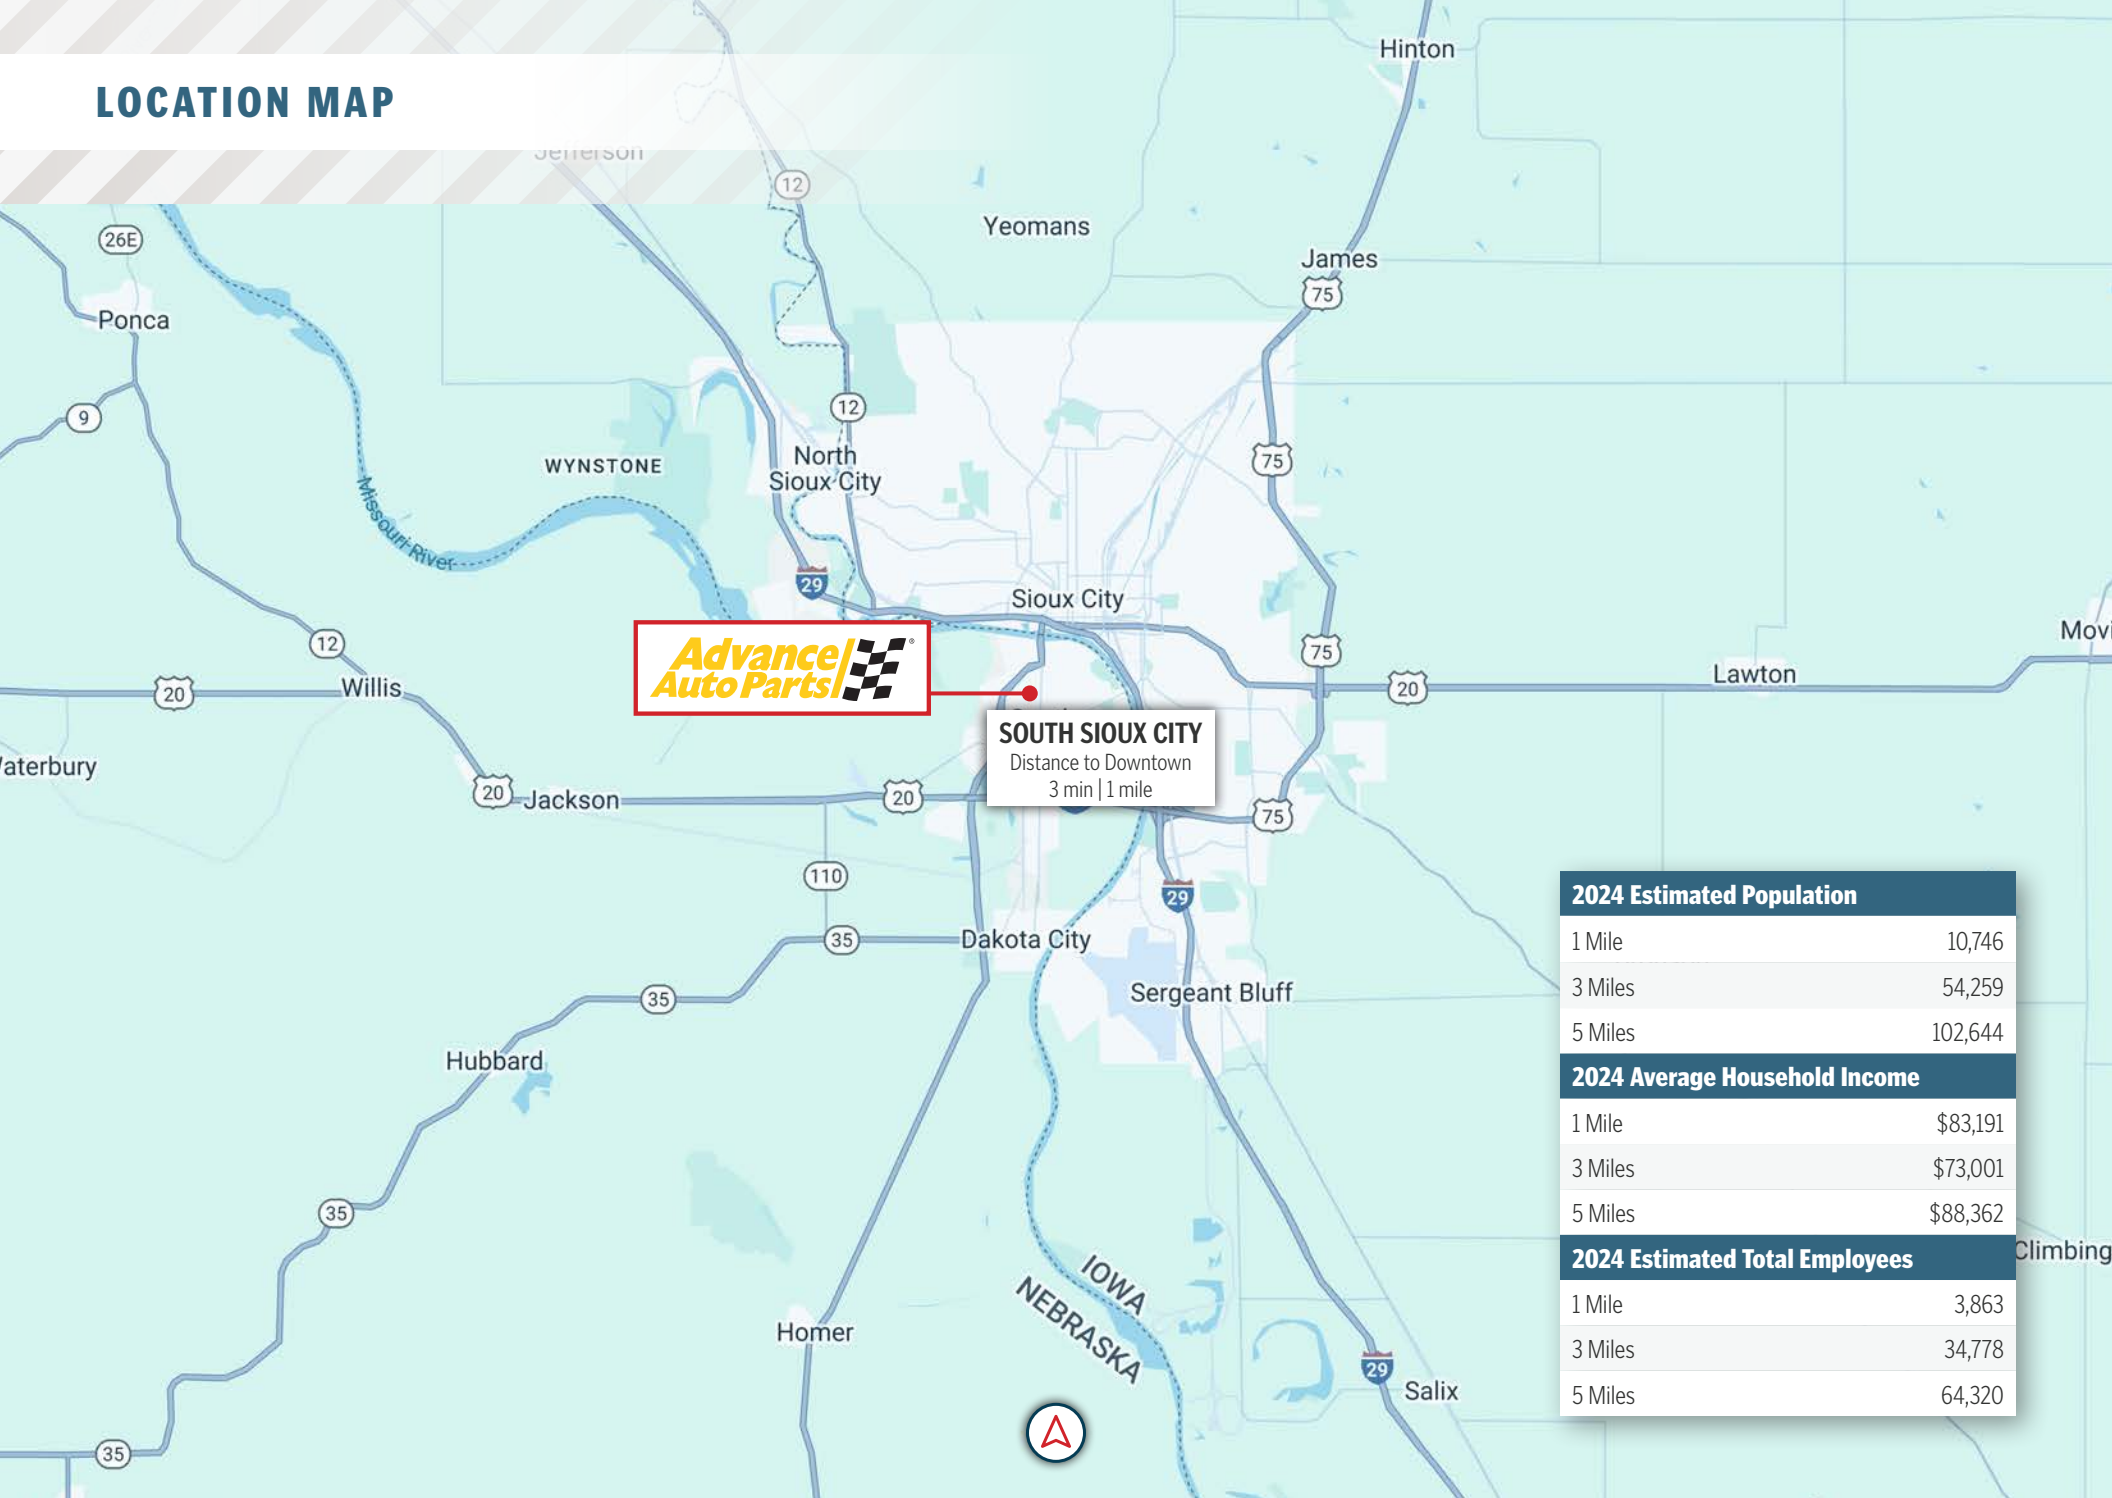 LOCATION MAP
Hinton
Jefferson
12
Yeomans
26E
James
75
Ponca
12
9
North
Sioux City
WYNSTONE
75
Missouri River
29
Sioux City
12
Advance
Auto Parts
®
75
Movi
20
Willis
20
Lawton
SOUTH SIOUX CITY
Distance to Downtown
3 min | 1 mile
aterbury
20
Jackson
20
75
110
29
35
Dakota City
35
Sergeant Bluff
Hubbard
35
IOWA
NEBRASKA
Homer
29
Salix
35
Climbing
2024 Estimated Population
1 Mile 10,746
3 Miles 54,259
5 Miles 102,644
2024 Average Household Income
1 Mile $83,191
3 Miles $73,001
5 Miles $88,362
2024 Estimated Total Employees
1 Mile 3,863
3 Miles 34,778
5 Miles 64,320